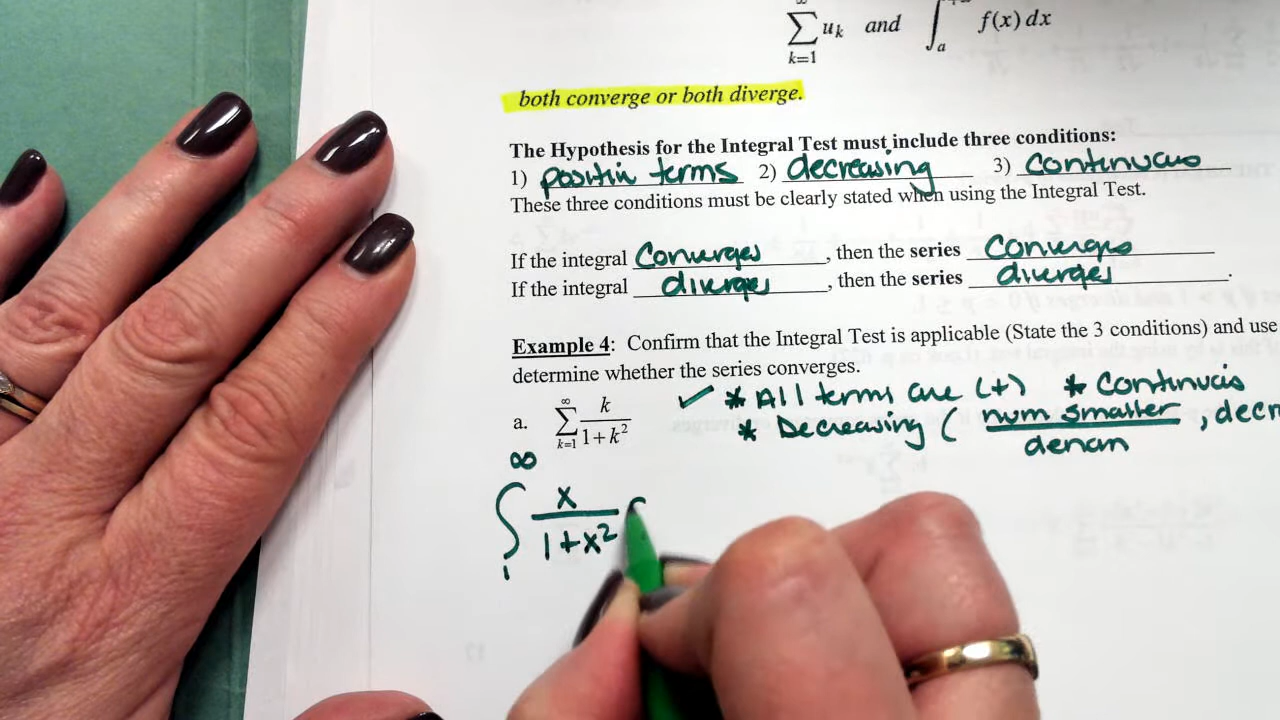 ∞
∑ u_k and ∫ f(x) dx
k=1 a
both converge or both diverge.
The Hypothesis for the Integral Test must include three conditions:
1) positiv terms 2) decreasing 3) continuous
These three conditions must be clearly stated when using the Integral Test.
If the integral Converges, then the series Converges
If the integral diverges, then the series diverges.
Example 4: Confirm that the Integral Test is applicable (State the 3 conditions) and use
determine whether the series converges.
✓ * All terms are (+) * Continuous
a. ∞∑k=1 k/(1+k²) * Decreasing ( num smaller/denom , decr
∞
∫ x/(1+x²)
1